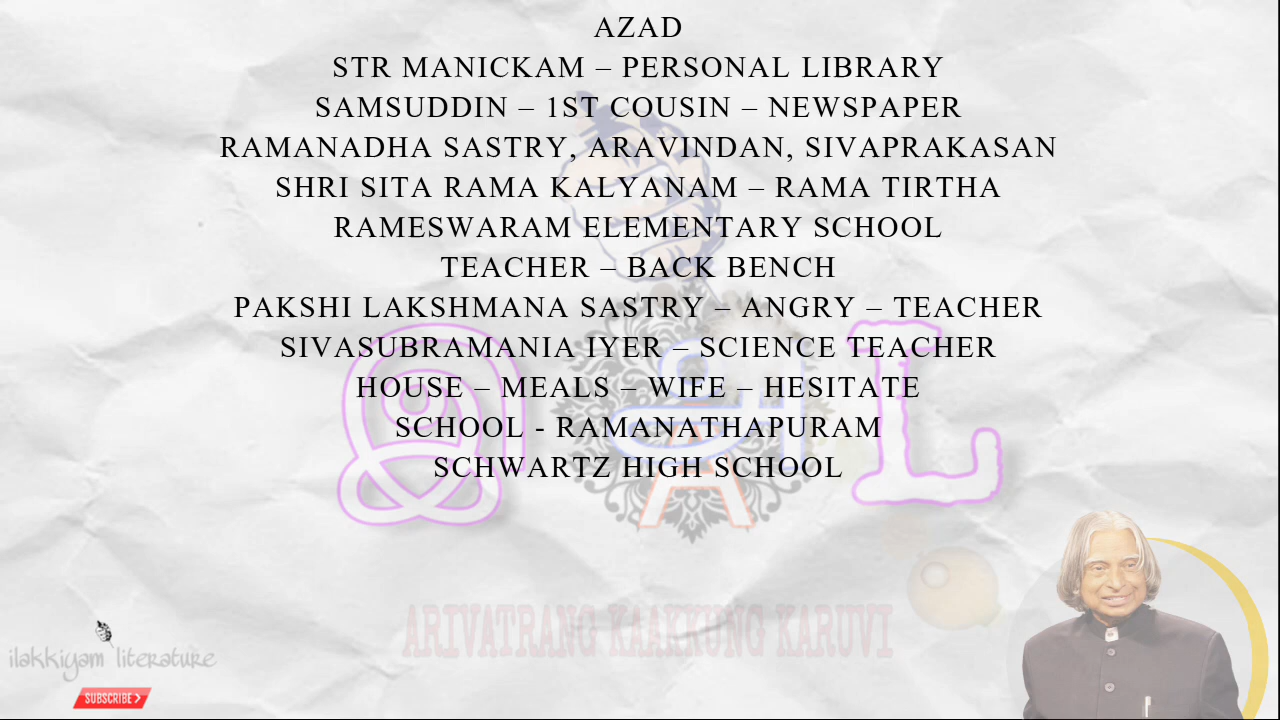 AZAD
STR MANICKAM – PERSONAL LIBRARY
SAMSUDDIN – 1ST COUSIN – NEWSPAPER
RAMANADHA SASTRY, ARAVINDAN, SIVAPRAKASAN
SHRI SITA RAMA KALYANAM – RAMA TIRTHA
RAMESWARAM ELEMENTARY SCHOOL
TEACHER – BACK BENCH
PAKSHI LAKSHMANA SASTRY – ANGRY – TEACHER
SIVASUBRAMANIA IYER – SCIENCE TEACHER
HOUSE – MEALS – WIFE – HESITATE
SCHOOL - RAMANATHAPURAM
SCHWARTZ HIGH SCHOOL
இ L
ARIVATRANG KAAKKUNG KARUVI
ilakkiyam literature
SUBSCRIBE >